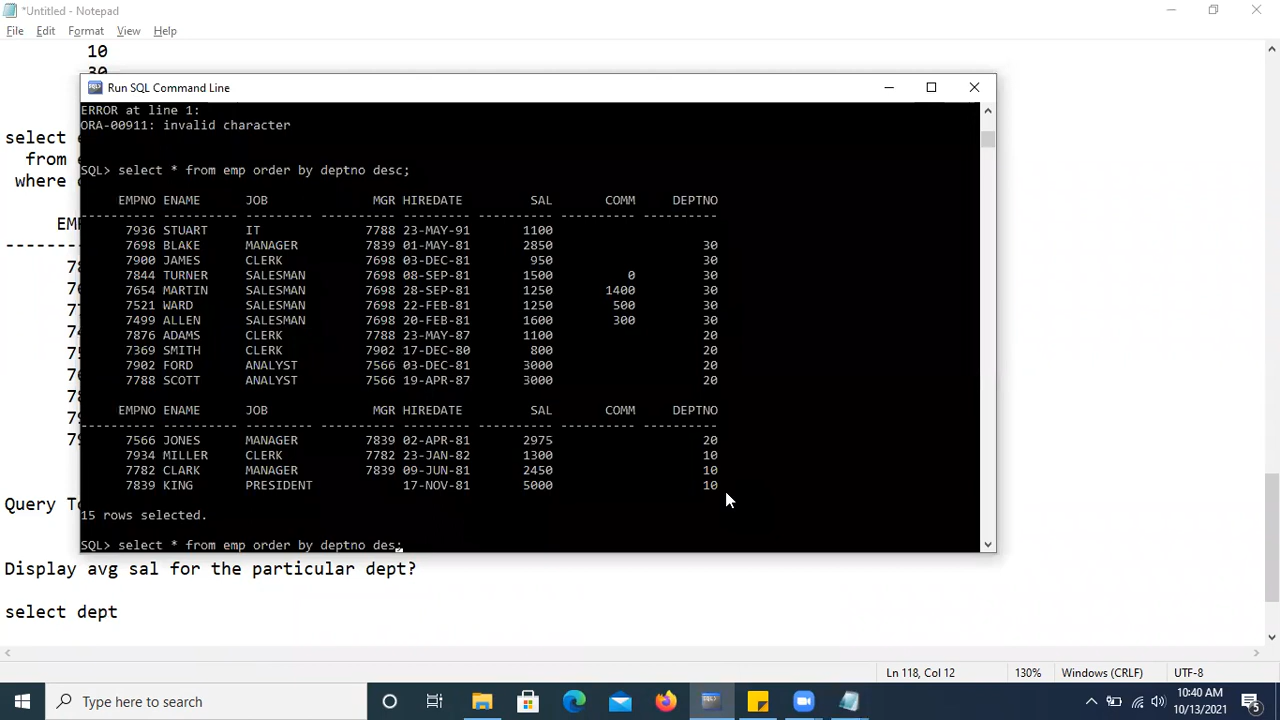 *Untitled - Notepad
File Edit Format View Help
10
30
select
from
where
Run SQL Command Line
ERROR at line 1:
ORA-00911: invalid character
SQL> select * from emp order by deptno desc;
EMPNO ENAME JOB MGR HIREDATE SAL COMM DEPTNO
---------- ---------- --------- ---------- --------- ---------- ---------- ----------
7936 STUART IT 7788 23-MAY-91 1100
7698 BLAKE MANAGER 7839 01-MAY-81 2850 30
7900 JAMES CLERK 7698 03-DEC-81 950 30
7844 TURNER SALESMAN 7698 08-SEP-81 1500 0 30
7654 MARTIN SALESMAN 7698 28-SEP-81 1250 1400 30
7521 WARD SALESMAN 7698 22-FEB-81 1250 500 30
7499 ALLEN SALESMAN 7698 20-FEB-81 1600 300 30
7876 ADAMS CLERK 7788 23-MAY-87 1100 20
7369 SMITH CLERK 7902 17-DEC-80 800 20
7902 FORD ANALYST 7566 03-DEC-81 3000 20
7788 SCOTT ANALYST 7566 19-APR-87 3000 20
EMPNO ENAME JOB MGR HIREDATE SAL COMM DEPTNO
---------- ---------- --------- ---------- --------- ---------- ---------- ----------
7566 JONES MANAGER 7839 02-APR-81 2975 20
7934 MILLER CLERK 7782 23-JAN-82 1300 10
7782 CLARK MANAGER 7839 09-JUN-81 2450 10
7839 KING PRESIDENT 17-NOV-81 5000 10
15 rows selected.
SQL> select * from emp order by deptno des;
Query
Display avg sal for the particular dept?
select dept
Ln 118, Col 12 130% Windows (CRLF) UTF-8
Type here to search
10:40 AM
10/13/2021
5